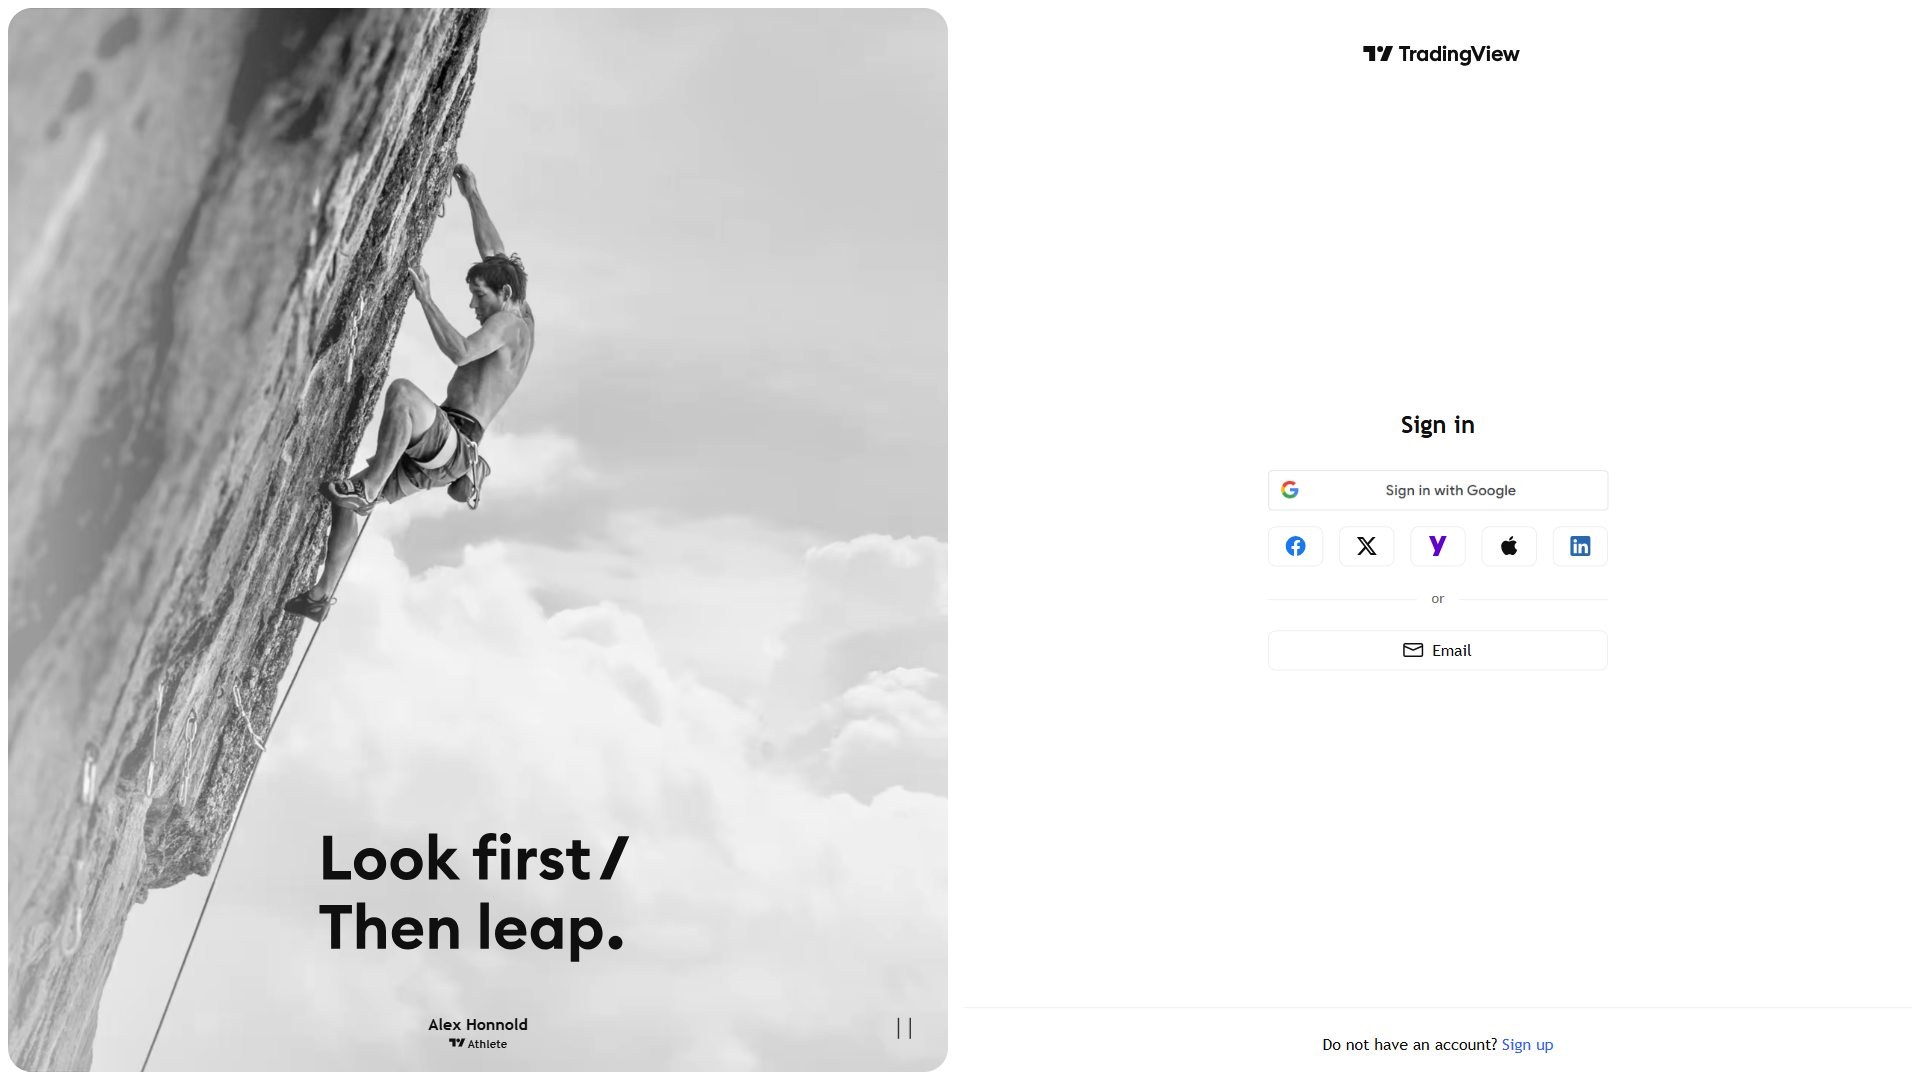 Look first/
Then leap.
Alex Honnold
Athlete
TradingView
Sign in
Sign in with Google
or
Email
Do not have an account? Sign up